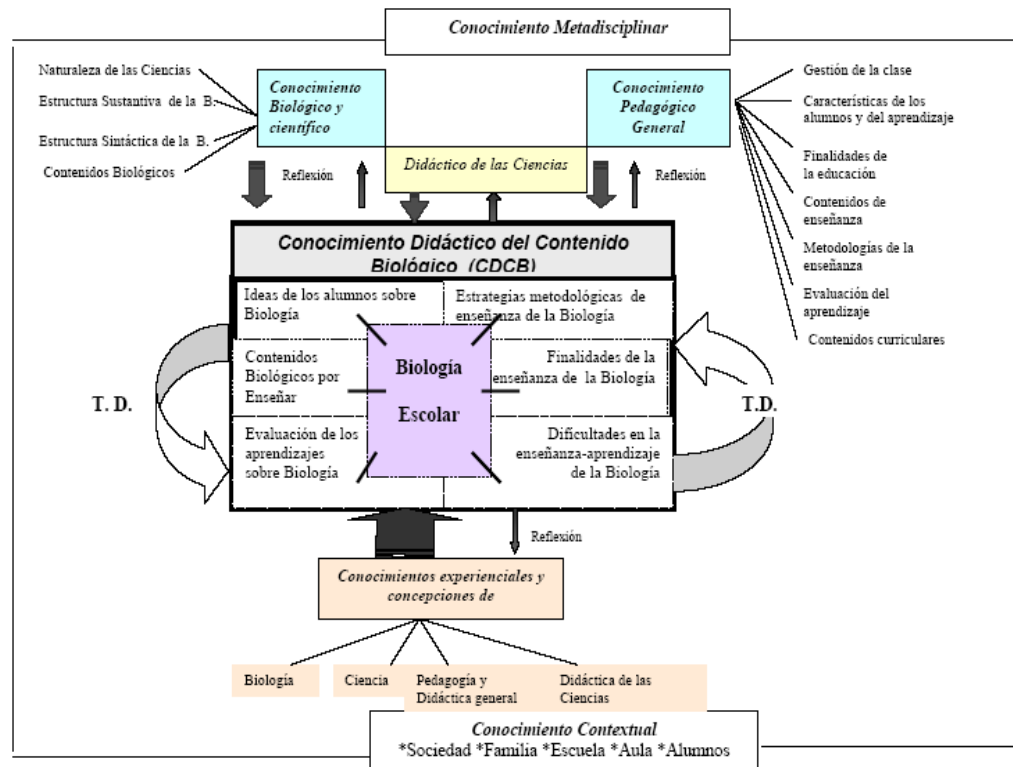 Conocimiento Metadisciplinar
Naturaleza de las Ciencias
Estructura Sustantiva de la B.
Estructura Sintáctica de la B.
Contenidos Biológicos
Conocimiento
Biológico y
científico
Conocimiento
Pedagógico
General
Didáctico de las Ciencias
Gestión de la clase
Características de los
alumnos y del aprendizaje
Finalidades de
la educación
Contenidos de
enseñanza
Metodologías de la
enseñanza
Evaluación del
aprendizaje
Contenidos curriculares
Reflexión
Reflexión
Conocimiento Didáctico del Contenido
Biológico (CDCB)
Ideas de los alumnos sobre
Biología
Estrategias metodológicas de
enseñanza de la Biología
Contenidos
Biológicos por
Enseñar
Biología
Escolar
Finalidades de la
enseñanza de la Biología
Evaluación de los
aprendizajes
sobre Biología
Dificultades en la
enseñanza-aprendizaje
de la Biología
T. D.
T.D.
Reflexión
Conocimientos experienciales y
concepciones de
Biología
Ciencia
Pedagogía y
Didáctica general
Didáctica de las
Ciencias
Conocimiento Contextual
*Sociedad *Familia *Escuela *Aula *Alumnos